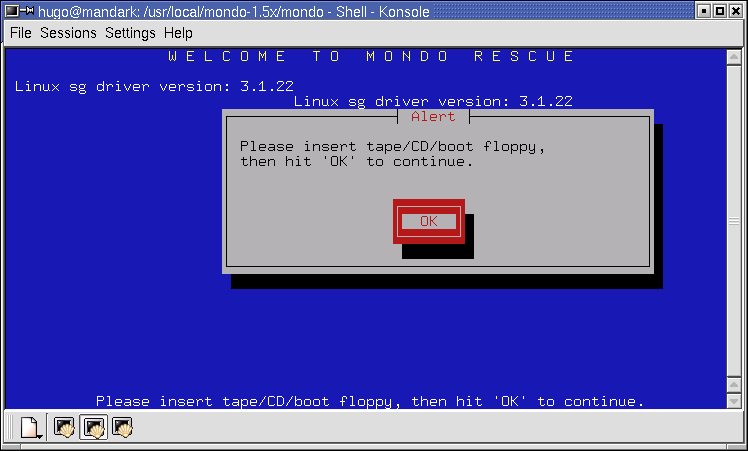 hugo@mandark: /usr/local/mondo-1.5x/mondo - Shell - Konsole
File Sessions Settings Help
W E L C O M E   T O   M O N D O   R E S C U E
Linux sg driver version: 3.1.22
Linux sg driver version: 3.1.22
Alert
Please insert tape/CD/boot floppy,
then hit 'OK' to continue.
OK
Please insert tape/CD/boot floppy, then hit 'OK' to continue.